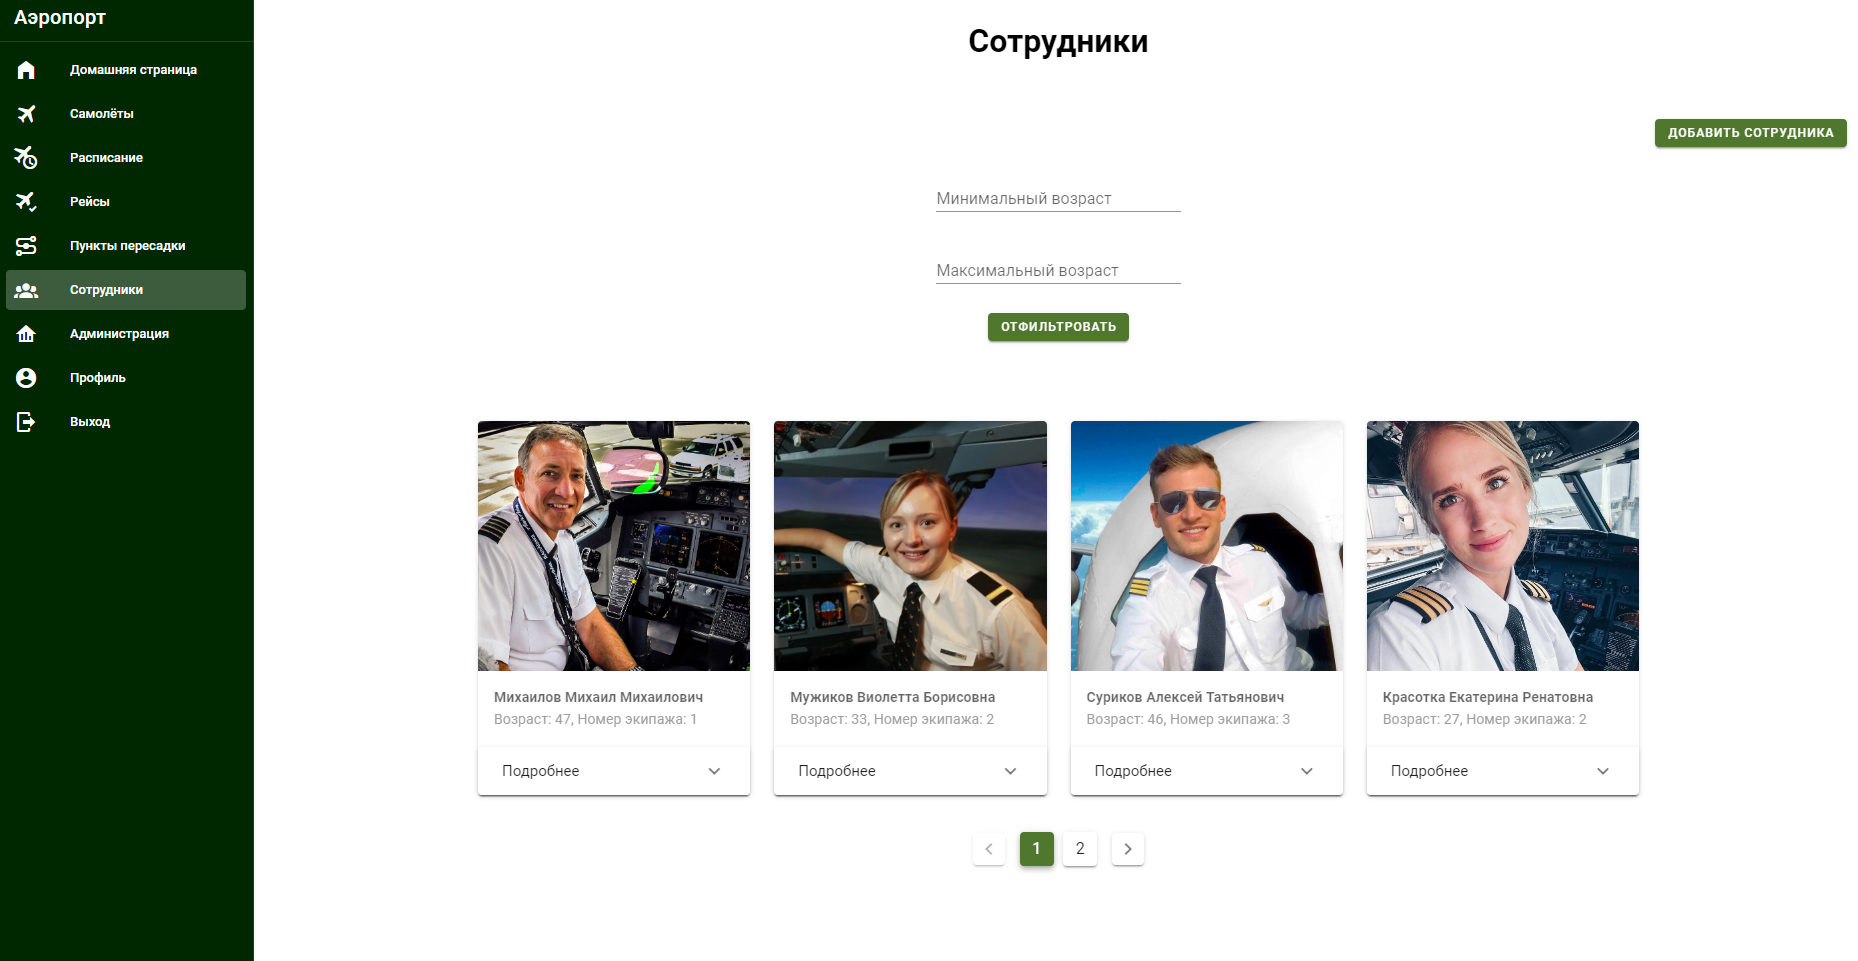 Аэропорт
Домашняя страница
Самолёты
Расписание
Рейсы
Пункты пересадки
Сотрудники
Администрация
Профиль
Выход
Сотрудники
ДОБАВИТЬ СОТРУДНИКА
Минимальный возраст
Максимальный возраст
ОТФИЛЬТРОВАТЬ
Михаилов Михаил Михаилович
Возраст: 47, Номер экипажа: 1
Подробнее
Мужиков Виолетта Борисовна
Возраст: 33, Номер экипажа: 2
Подробнее
Суриков Алексей Татьянович
Возраст: 46, Номер экипажа: 3
Подробнее
Красотка Екатерина Ренатовна
Возраст: 27, Номер экипажа: 2
Подробнее
1 2